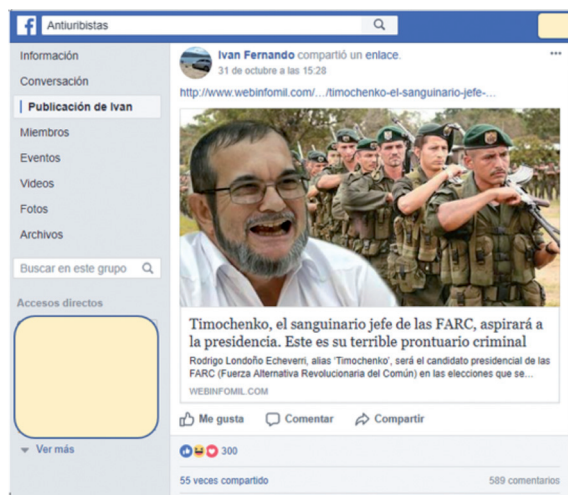 Antiuribistas
Información
Conversación
Publicación de Ivan
Miembros
Eventos
Videos
Fotos
Archivos
Buscar en este grupo
Accesos directos
Ver más
Ivan Fernando compartió un enlace.
31 de octubre a las 15:28
http://www.webinfomil.com/…/timochenko-el-sanguinario-jefe-…
Timochenko, el sanguinario jefe de las FARC, aspirará a
la presidencia. Este es su terrible prontuario criminal
Rodrigo Londoño Echeverri, alias ‘Timochenko’, será el candidato presidencial de las
FARC (Fuerza Alternativa Revolucionaria del Común) en las elecciones que se...
WEBINFOMIL.COM
Me gusta Comentar Compartir
300
55 veces compartido 589 comentarios